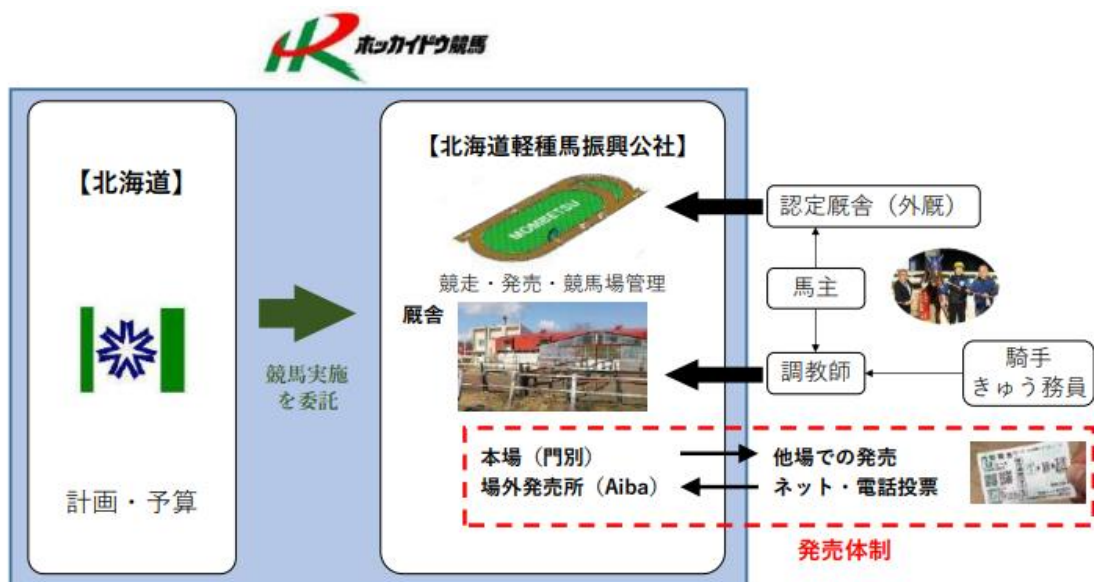 ホッカイドウ競馬
【北海道】
計画・予算
競馬実施
を委託
【北海道軽種馬振興公社】
MOMBETSU
競走・発売・競馬場管理
厩舎
認定厩舎（外厩）
馬主
調教師
騎手
きゅう務員
本場（門別）
場外発売所（Aiba）
他場での発売
ネット・電話投票
発売体制